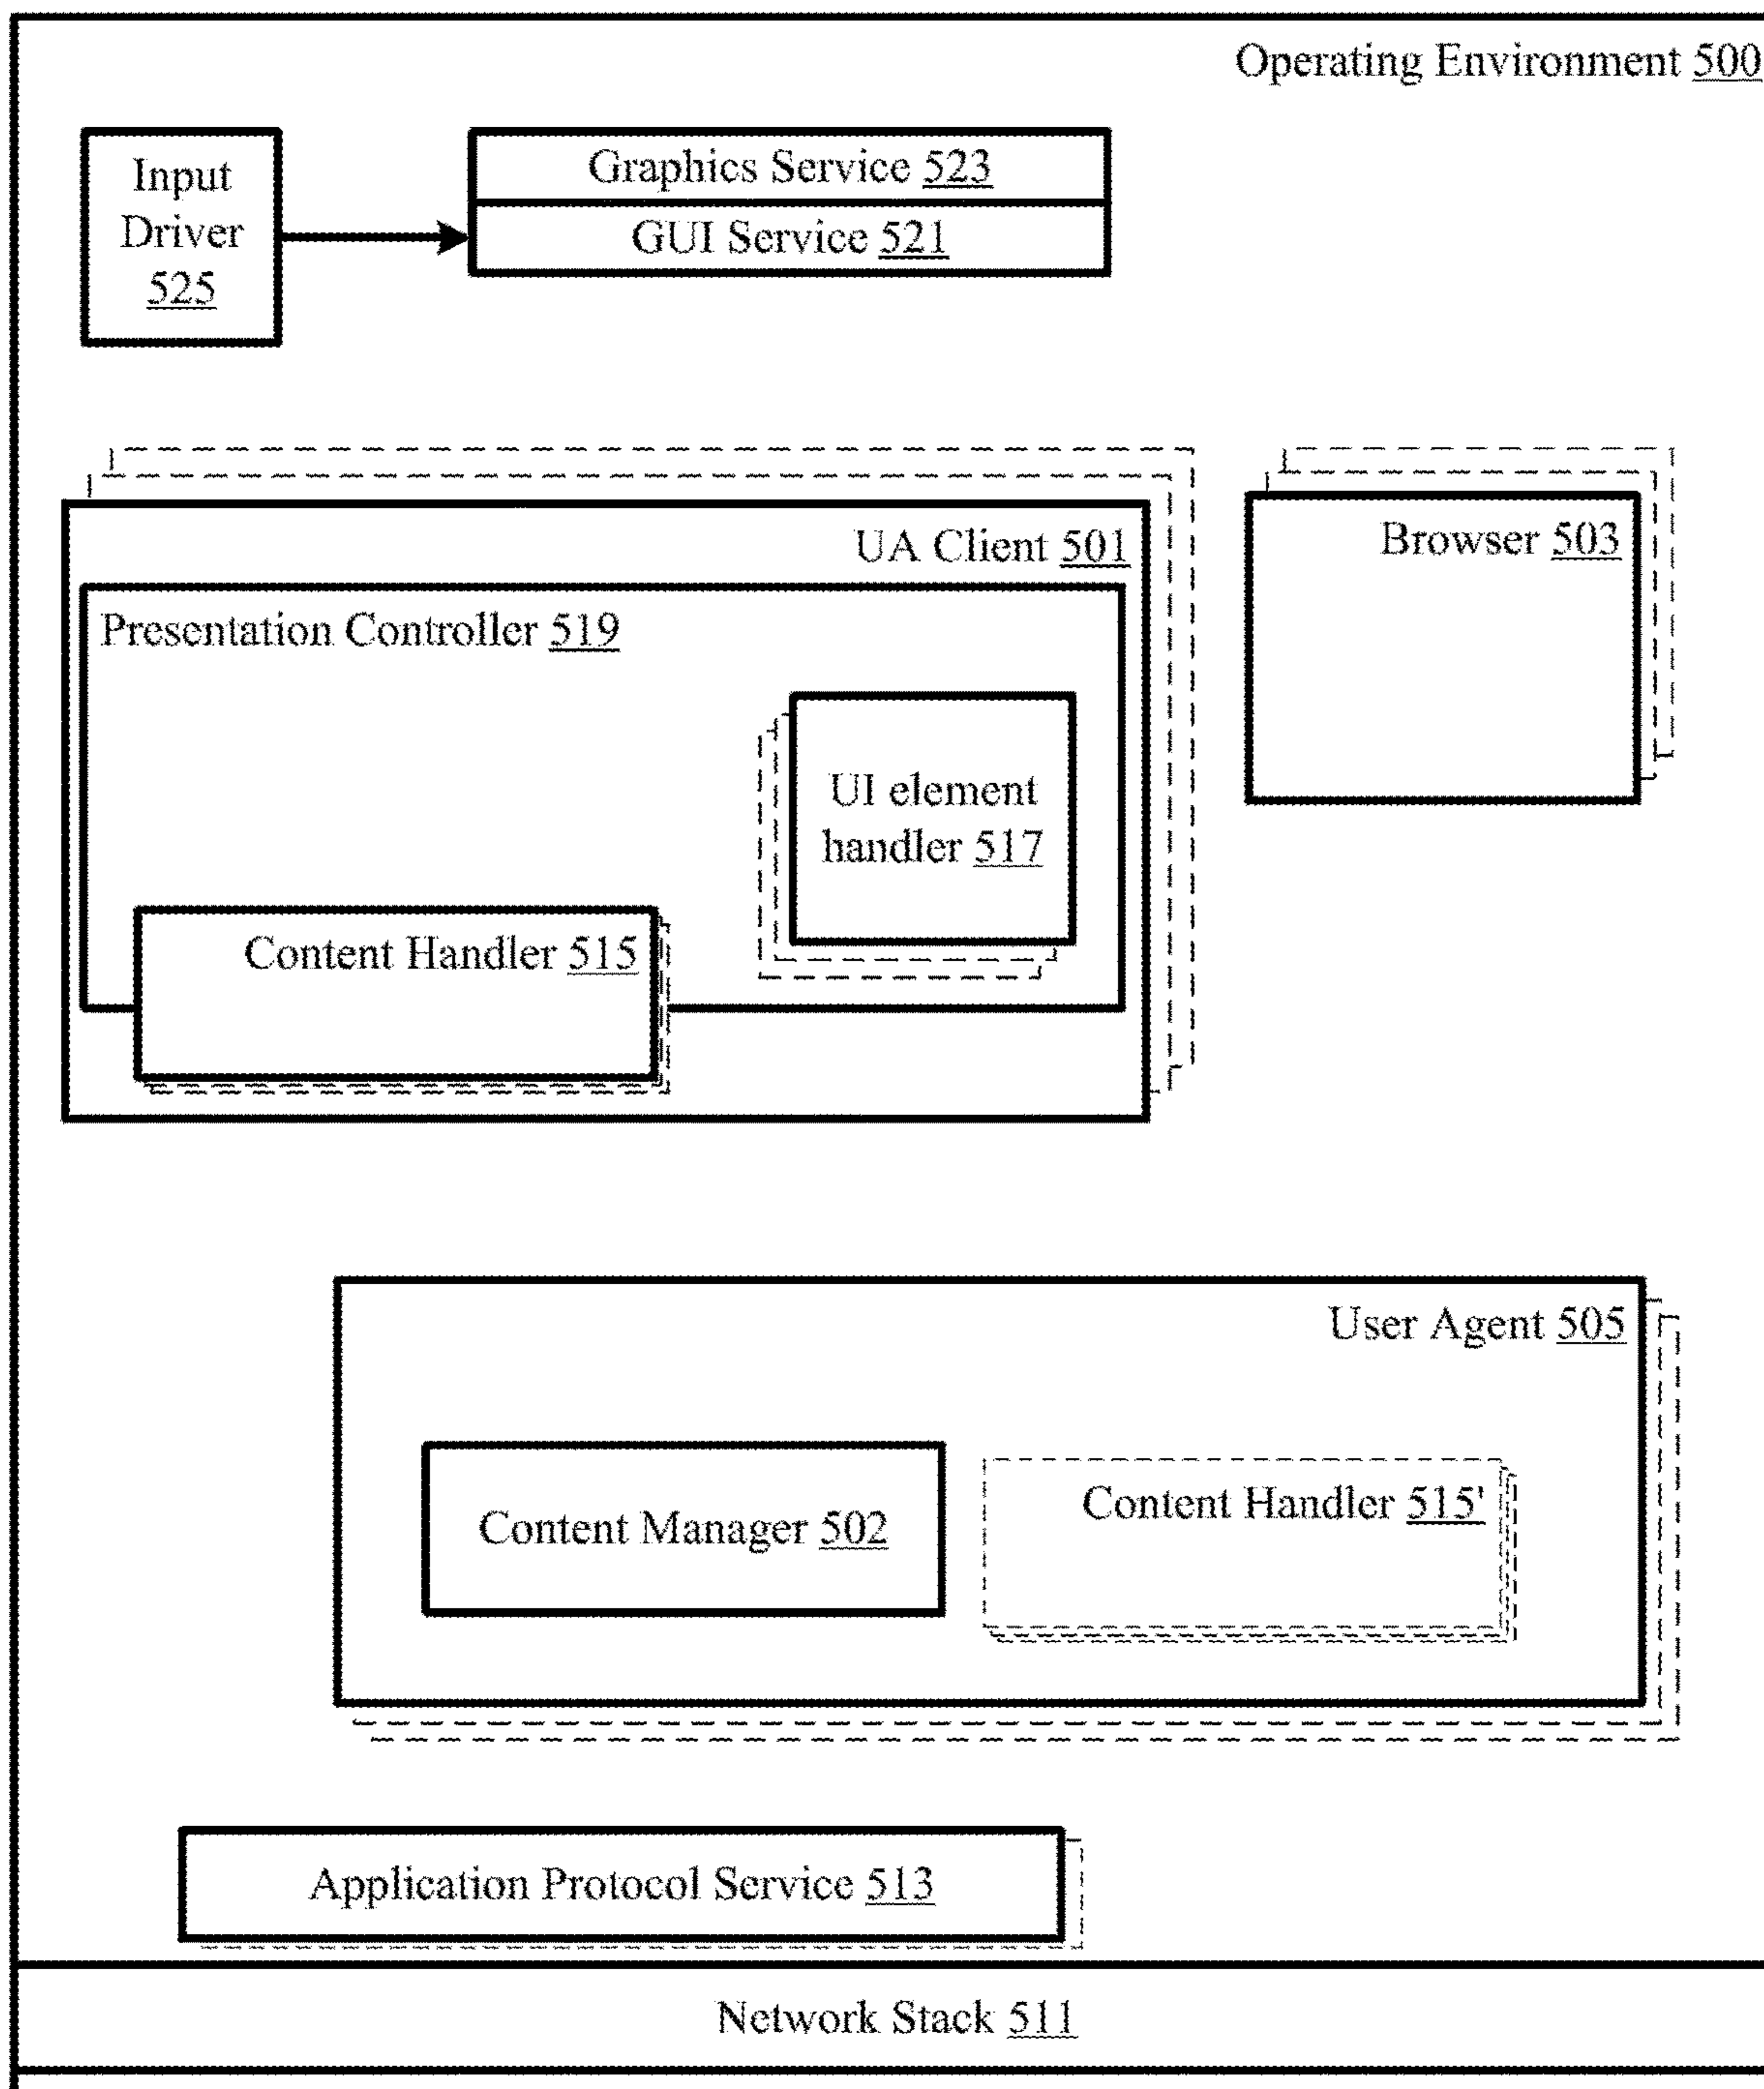 Operating Environment 500
Input
Driver
525
Graphics Service 523
GUI Service 521
UA Client 501
Browser 503
Presentation Controller 519
UI element
handler 517
Content Handler 515
User Agent 505
Content Manager 502
Content Handler 515'
Application Protocol Service 513
Network Stack 511